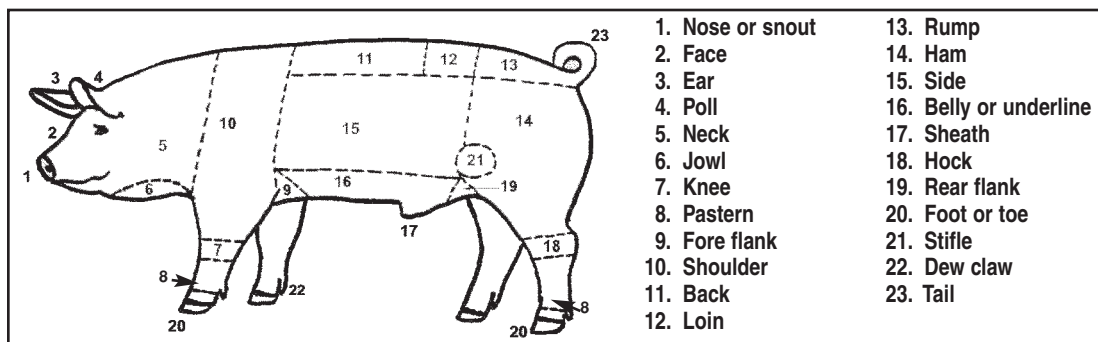 3
4
2
1
5
6
10
11
12
13
23
14
15
21
16
9
19
17
7
18
8
22
20
8
20
1. Nose or snout
2. Face
3. Ear
4. Poll
5. Neck
6. Jowl
7. Knee
8. Pastern
9. Fore flank
10. Shoulder
11. Back
12. Loin
13. Rump
14. Ham
15. Side
16. Belly or underline
17. Sheath
18. Hock
19. Rear flank
20. Foot or toe
21. Stifle
22. Dew claw
23. Tail